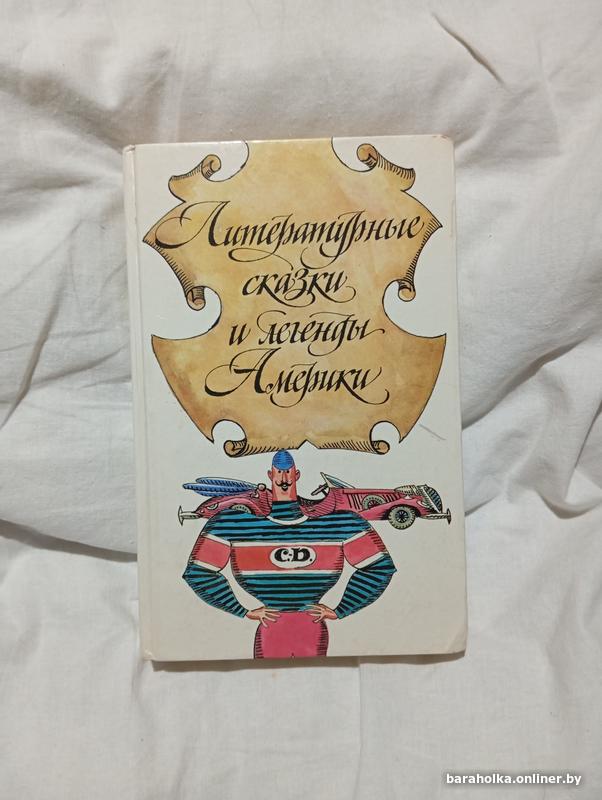 Литературные
сказки
и легенды
Америки
C.D.
baraholka.onliner.by